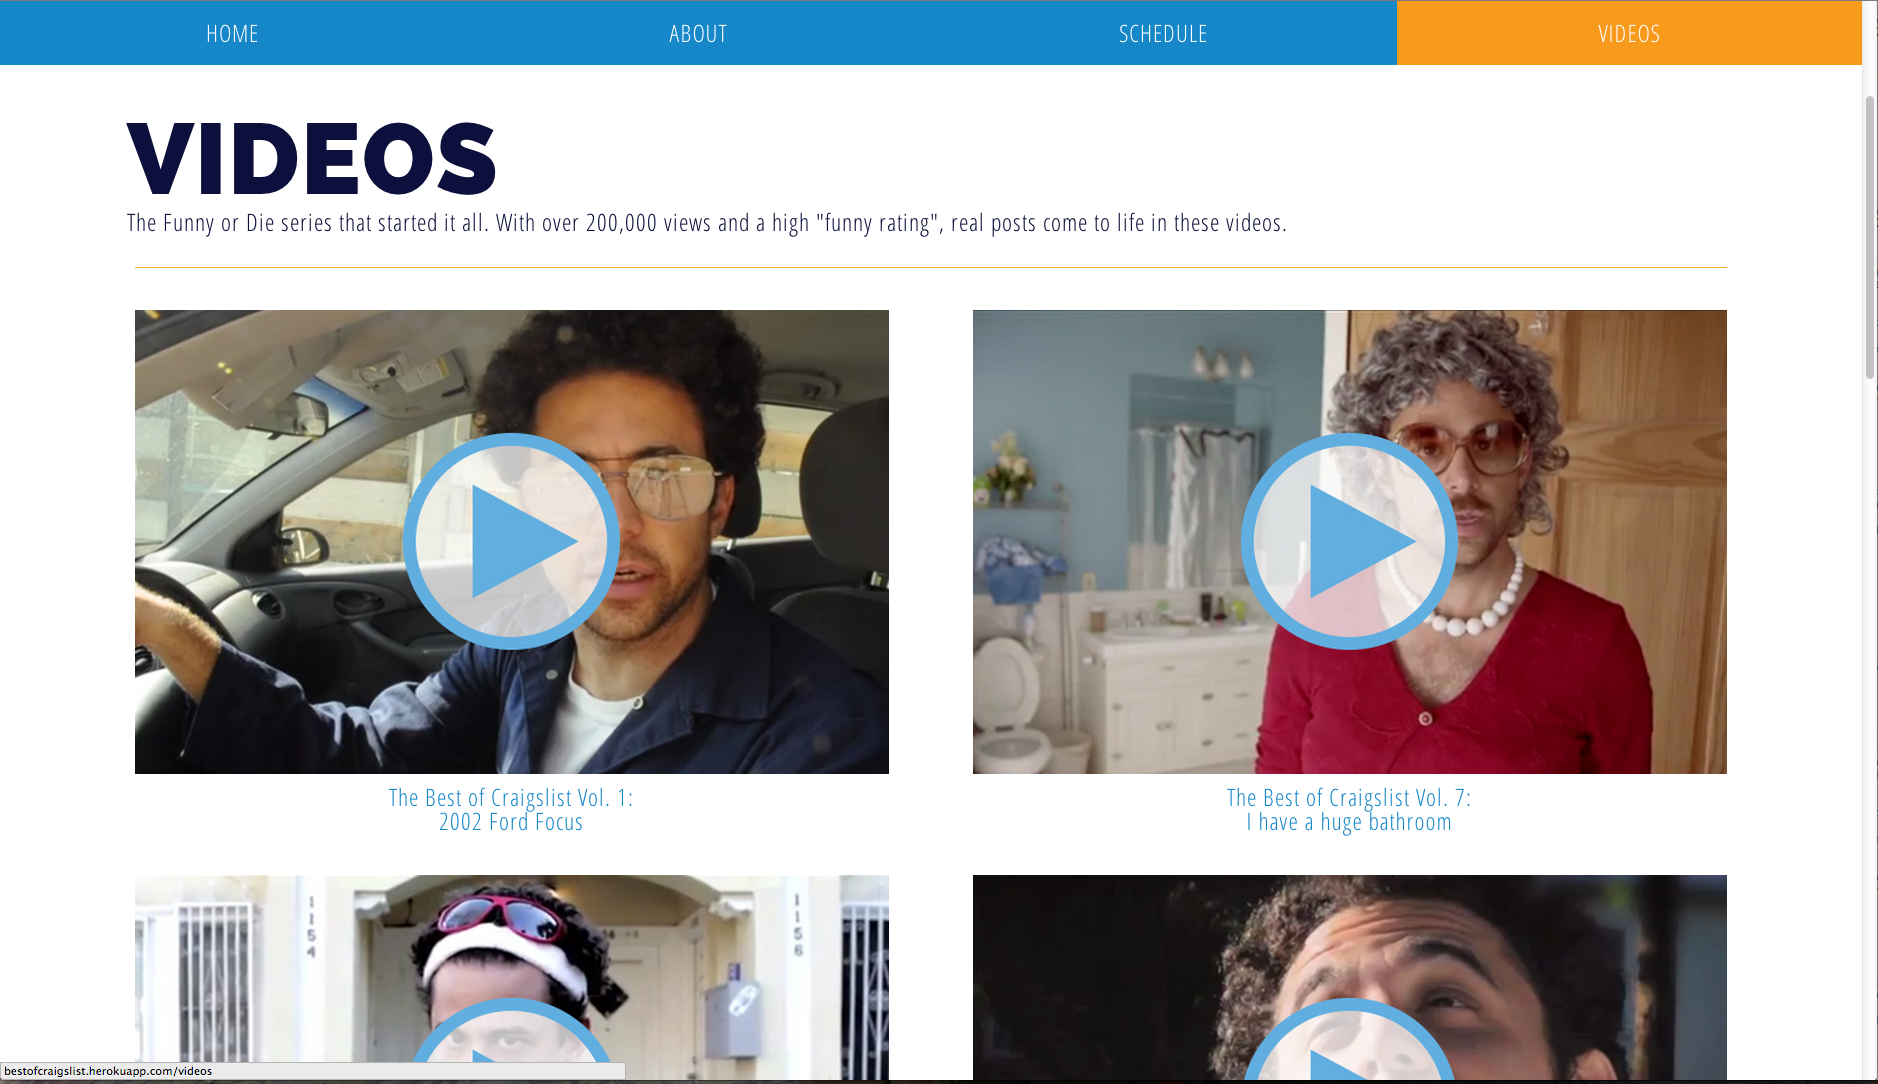 HOME
ABOUT
SCHEDULE
VIDEOS
VIDEOS
The Funny or Die series that started it all. With over 200,000 views and a high "funny rating", real posts come to life in these videos.
The Best of Craigslist Vol. 1:
2002 Ford Focus
The Best of Craigslist Vol. 7:
I have a huge bathroom
1154
1156
bestofcraigslist.herokuapp.com/videos